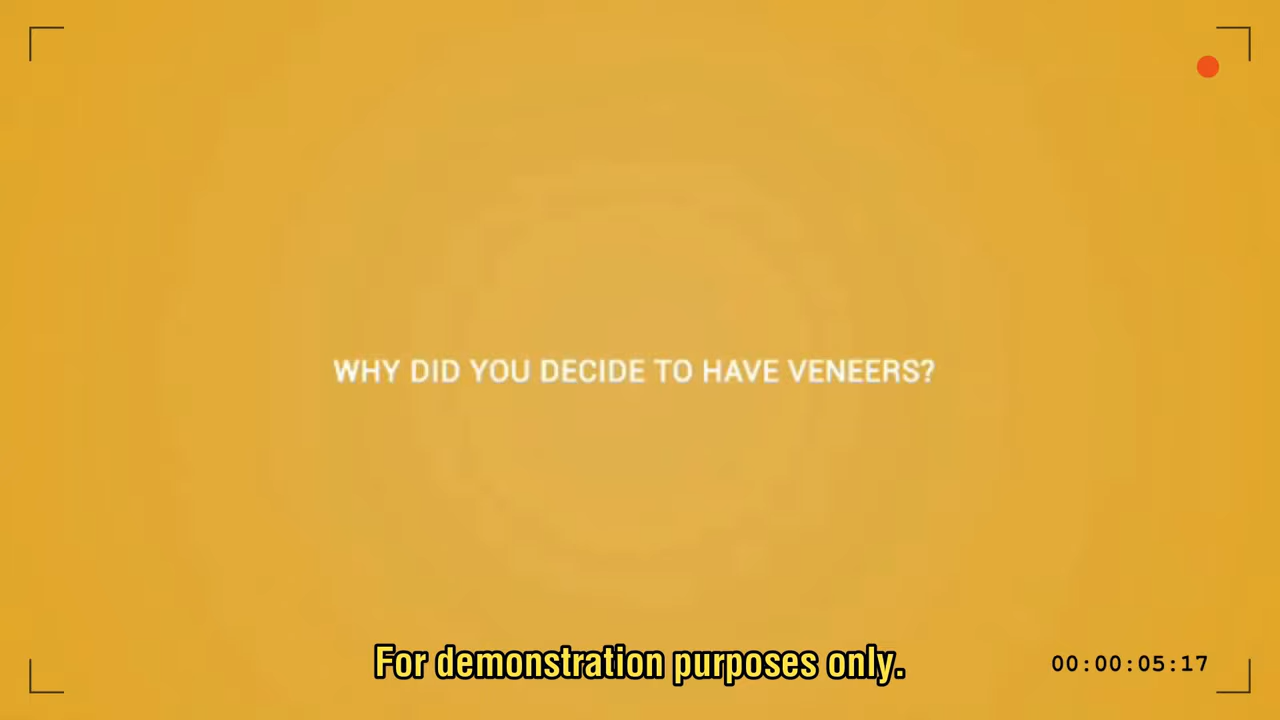 WHY DID YOU DECIDE TO HAVE VENEERS?
For demonstration purposes only.
00:00:05:17